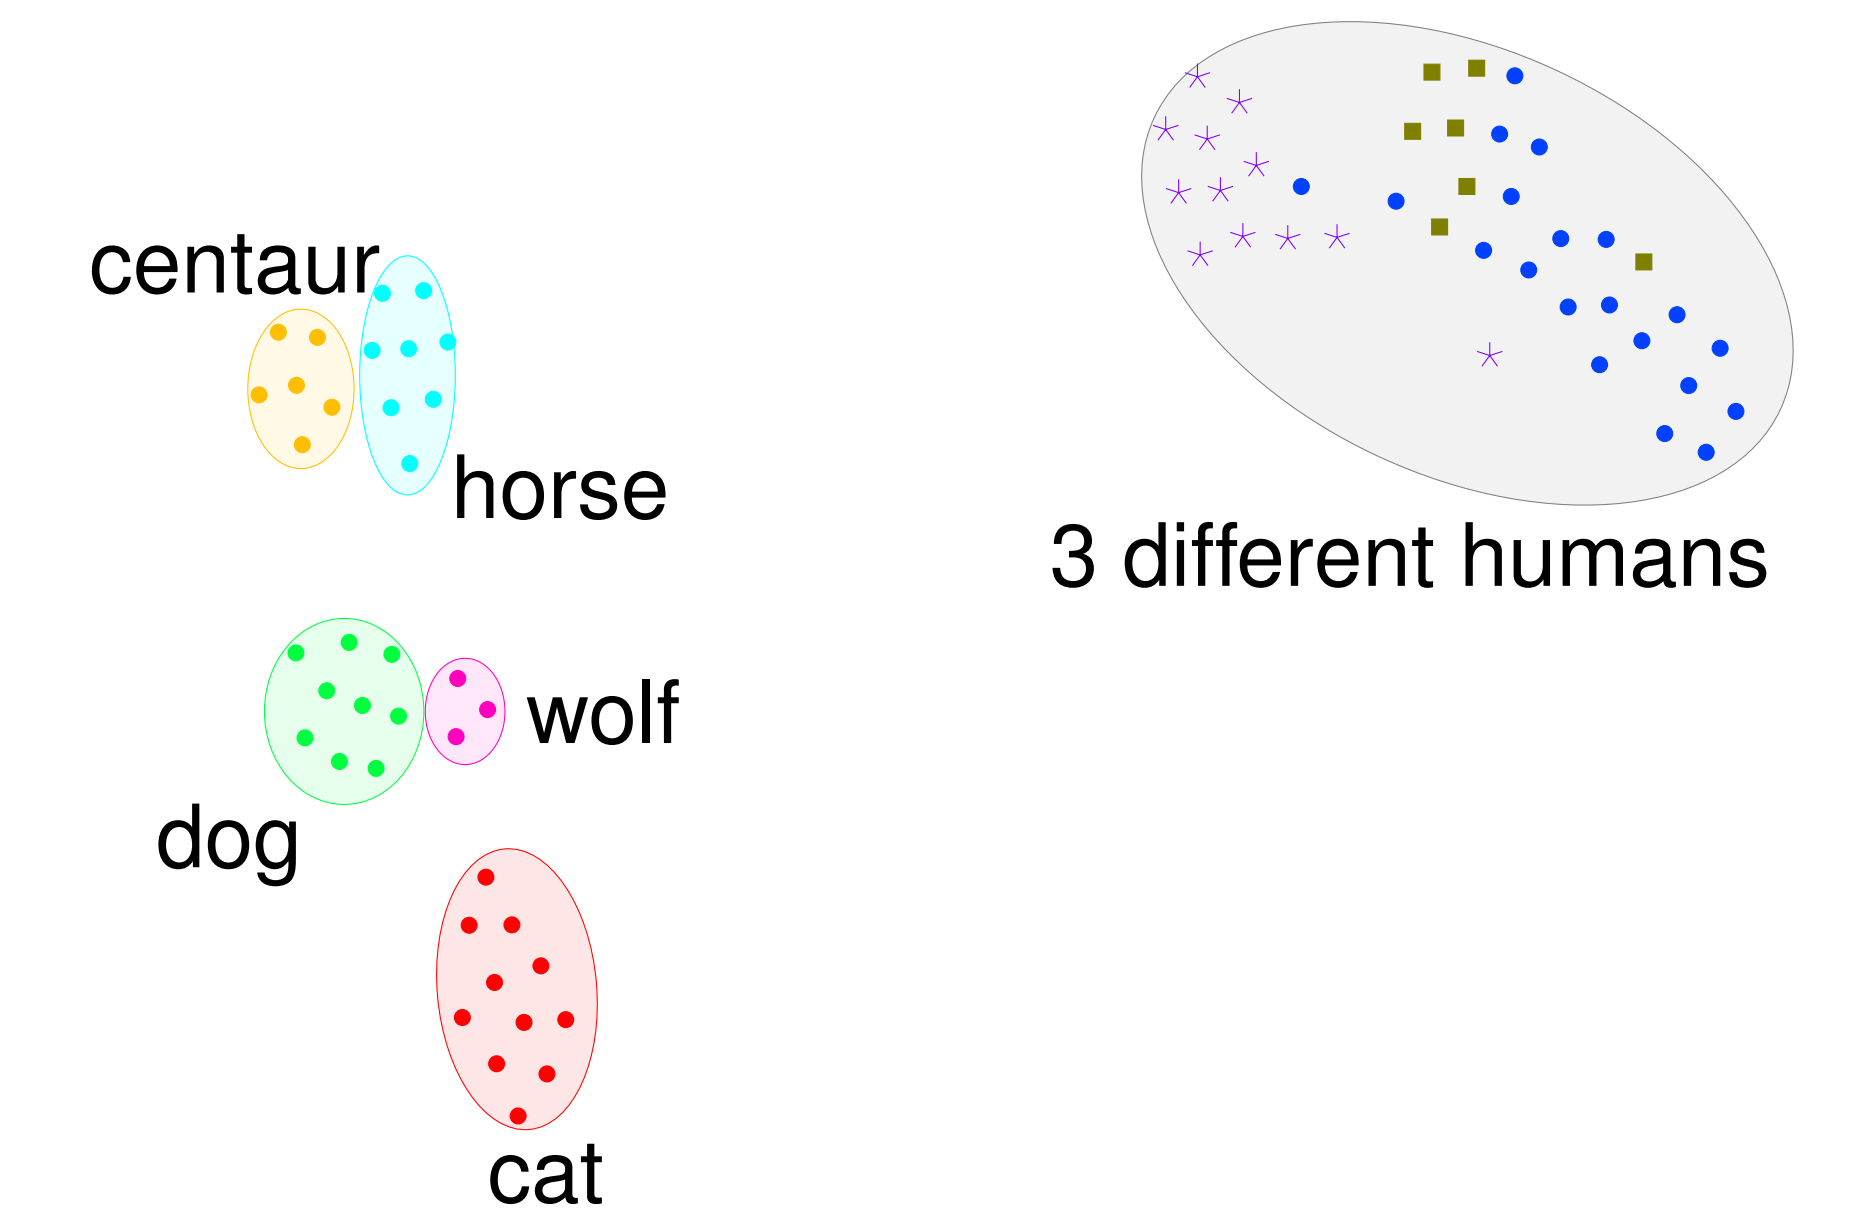 centaur
horse
3 different humans
wolf
dog
cat